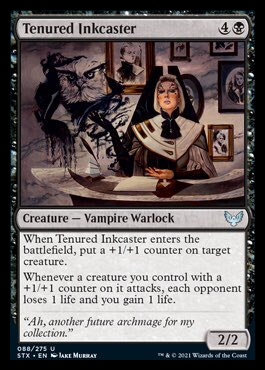 Tenured Inkcaster 4
Creature — Vampire Warlock
When Tenured Inkcaster enters the
battlefield, put a +1/+1 counter on target
creature.
Whenever a creature you control with a
+1/+1 counter on it attacks, each opponent
loses 1 life and you gain 1 life.
"Ah, another future archmage for my
collection."
2/2
088/275 U
STX • EN JAKE MURRAY
™ & © 2021 Wizards of the Coast